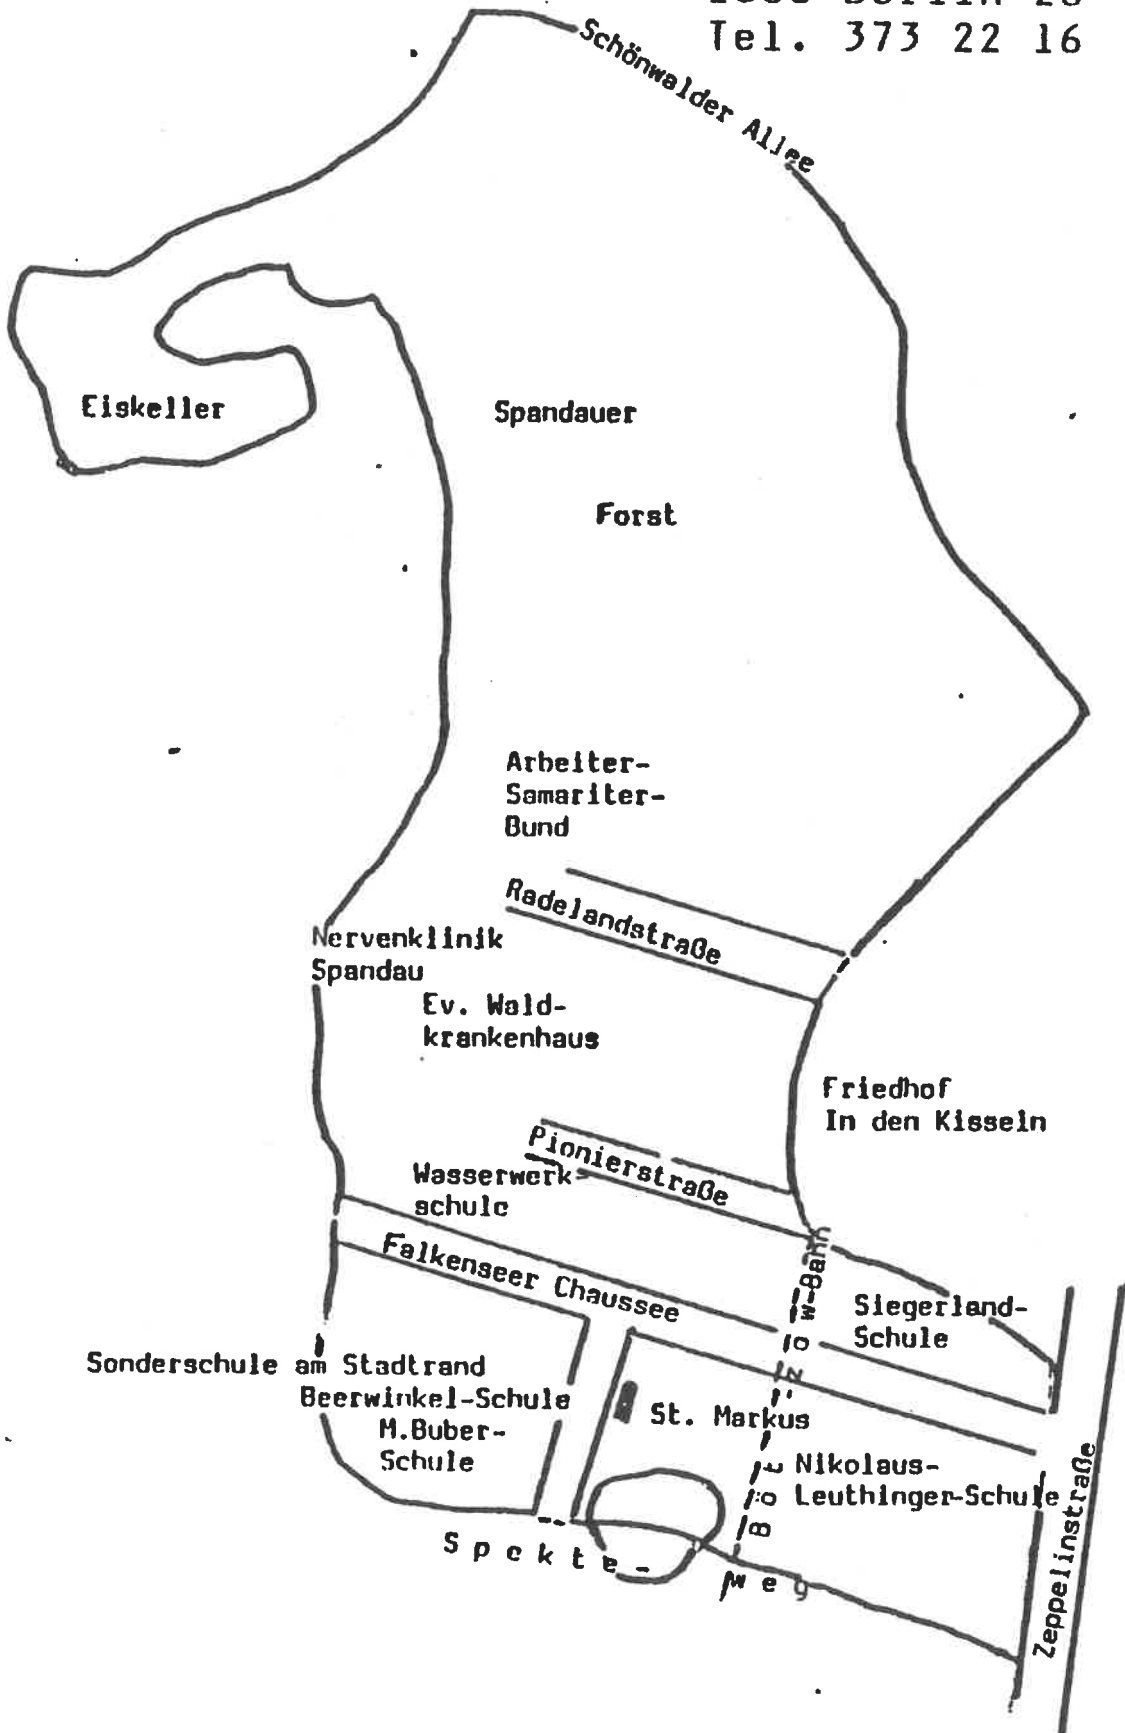 Tel. 373 22 16
Schönwalder Allee
Eiskeller
Spandauer
Forst
Arbeiter-
Samariter-
Bund
Radelandstraße
Nervenklinik
Spandau
Ev. Wald-
krankenhaus
Friedhof
In den Kisseln
Pionierstraße
Wasserwerk-
schule
Falkenseer Chaussee
Bötzow-Bahn
Siegerland-
Schule
Sonderschule am Stadtrand
Beerwinkel-Schule
M.Buber-
Schule
St. Markus
Nikolaus-
Leuthinger-Schule
Zeppelinstraße
Spekte-
weg